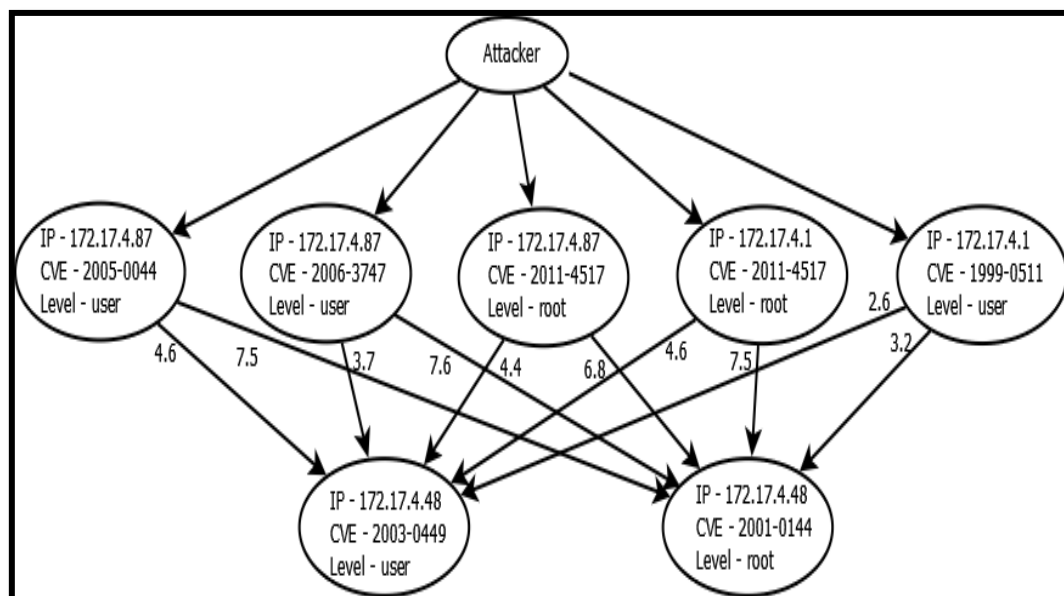 Attacker
IP - 172.17.4.87
CVE - 2005-0044
Level - user
IP - 172.17.4.87
CVE - 2006-3747
Level - user
IP - 172.17.4.87
CVE - 2011-4517
Level - root
IP - 172.17.4.1
CVE - 2011-4517
Level - root
IP - 172.17.4.1
CVE - 1999-0511
Level - user
4.6
7.5
3.7
7.6
4.4
6.8
4.6
7.5
2.6
3.2
IP - 172.17.4.48
CVE - 2003-0449
Level - user
IP - 172.17.4.48
CVE - 2001-0144
Level - root